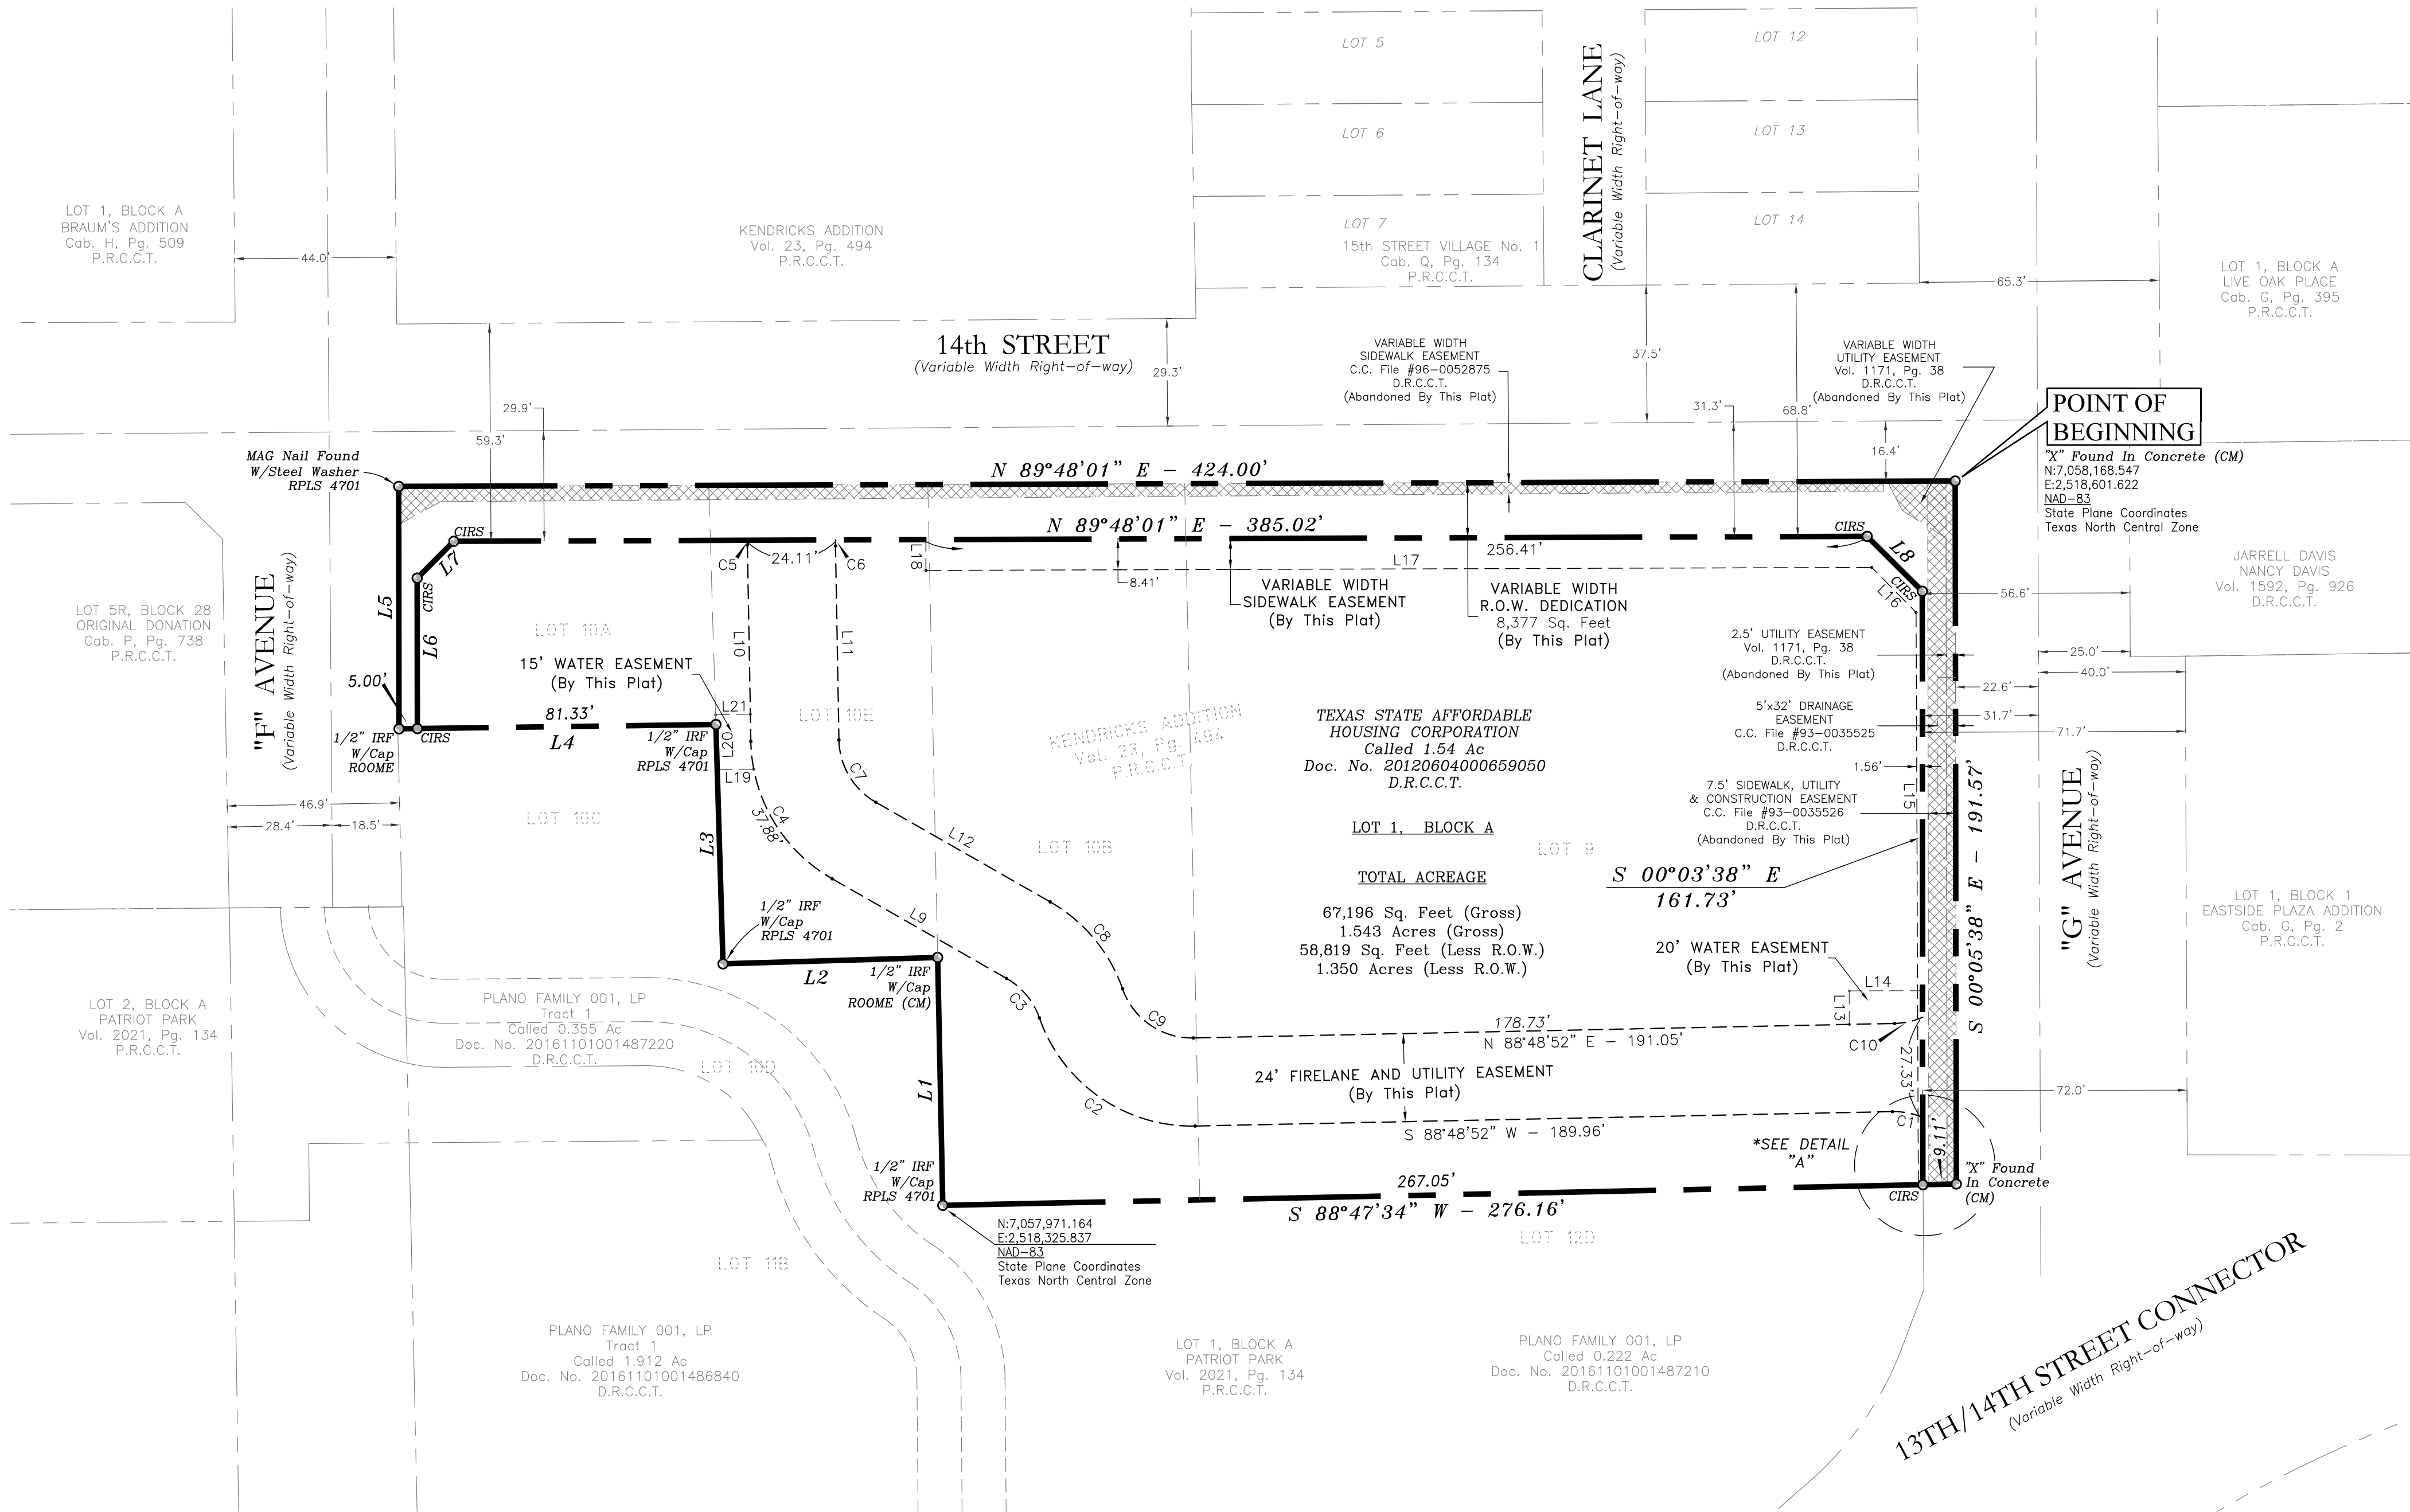 LOT 5
LOT 6
LOT 7
15th STREET VILLAGE No. 1
Cab. Q, Pg. 134
P.R.C.C.T.
CLARINET LANE
(Variable Width Right-of-way)
LOT 12
LOT 13
LOT 14
LOT 1, BLOCK A
BRAUM'S ADDITION
Cab. H, Pg. 509
P.R.C.C.T.
44.0'
KENDRICKS ADDITION
Vol. 23, Pg. 494
P.R.C.C.T.
65.3'
LOT 1, BLOCK A
LIVE OAK PLACE
Cab. G, Pg. 395
P.R.C.C.T.
14th STREET
(Variable Width Right-of-way)
29.3'
VARIABLE WIDTH
SIDEWALK EASEMENT
C.C. File #96-0052875
D.R.C.C.T.
(Abandoned By This Plat)
37.5'
VARIABLE WIDTH
UTILITY EASEMENT
Vol. 1171, Pg. 38
D.R.C.C.T.
(Abandoned By This Plat)
31.3'
68.8'
16.4'
29.9'
59.3'
POINT OF
BEGINNING
"X" Found In Concrete (CM)
N:7,058,168.547
E:2,518,601.622
NAD-83
State Plane Coordinates
Texas North Central Zone
MAG Nail Found
W/Steel Washer
RPLS 4701
N 89°48'01" E - 424.00'
N 89°48'01" E - 385.02'
CIRS
L7
CIRS
L5
L6
C5
24.11'
C6
L18
8.41'
256.41'
L17
CIRS
L8
CIRS
L16
56.6'
VARIABLE WIDTH
SIDEWALK EASEMENT
(By This Plat)
VARIABLE WIDTH
R.O.W. DEDICATION
8,377 Sq. Feet
(By This Plat)
JARRELL DAVIS
NANCY DAVIS
Vol. 1592, Pg. 926
D.R.C.C.T.
LOT 5R, BLOCK 28
ORIGINAL DONATION
Cab. P, Pg. 738
P.R.C.C.T.
"F" AVENUE
(Variable Width Right-of-way)
LOT 10A
15' WATER EASEMENT
(By This Plat)
L10
L11
5.00'
81.33'
L4
L21
L20
L19
LOT 10E
1/2" IRF
W/Cap
ROOME
CIRS
1/2" IRF
W/Cap
RPLS 4701
KENDRICKS ADDITION
Vol. 23, Pg. 494
P.R.C.C.T.
TEXAS STATE AFFORDABLE
HOUSING CORPORATION
Called 1.54 Ac
Doc. No. 20120604000659050
D.R.C.C.T.
2.5' UTILITY EASEMENT
Vol. 1171, Pg. 38
D.R.C.C.T.
(Abandoned By This Plat)
25.0'
40.0'
22.6'
5'x32' DRAINAGE
EASEMENT
C.C. File #93-0035525
D.R.C.C.T.
31.7'
71.7'
1.56'
7.5' SIDEWALK, UTILITY
& CONSTRUCTION EASEMENT
C.C. File #93-0035526
D.R.C.C.T.
(Abandoned By This Plat)
L15
46.9'
28.4'
18.5'
LOT 10C
L3
C4
37.88'
C7
L12
LOT 10B
LOT 1, BLOCK A
LOT 9
TOTAL ACREAGE
67,196 Sq. Feet (Gross)
1.543 Acres (Gross)
58,819 Sq. Feet (Less R.O.W.)
1.350 Acres (Less R.O.W.)
S 00°03'38" E
161.73'
S 00°05'38" E - 191.57'
"G" AVENUE
(Variable Width Right-of-way)
LOT 1, BLOCK 1
EASTSIDE PLAZA ADDITION
Cab. G, Pg. 2
P.R.C.C.T.
1/2" IRF
W/Cap
RPLS 4701
L9
C8
L2
1/2" IRF
W/Cap
ROOME (CM)
C3
C9
20' WATER EASEMENT
(By This Plat)
L14
L13
LOT 2, BLOCK A
PATRIOT PARK
Vol. 2021, Pg. 134
P.R.C.C.T.
PLANO FAMILY 001, LP
Tract 1
Called 0.355 Ac
Doc. No. 20161101001487220
D.R.C.C.T.
LOT 10D
178.73'
N 88°48'52" E - 191.05'
C10
27.33'
24' FIRELANE AND UTILITY EASEMENT
(By This Plat)
L1
C2
S 88°48'52" W - 189.96'
C1
72.0'
*SEE DETAIL
"A"
9.11'
1/2" IRF
W/Cap
RPLS 4701
267.05'
S 88°47'34" W - 276.16'
CIRS
"X" Found
In Concrete
(CM)
N:7,057,971.164
E:2,518,325.837
NAD-83
State Plane Coordinates
Texas North Central Zone
LOT 11B
LOT 12D
PLANO FAMILY 001, LP
Tract 1
Called 1.912 Ac
Doc. No. 20161101001486840
D.R.C.C.T.
LOT 1, BLOCK A
PATRIOT PARK
Vol. 2021, Pg. 134
P.R.C.C.T.
PLANO FAMILY 001, LP
Called 0.222 Ac
Doc. No. 20161101001487210
D.R.C.C.T.
13TH/14TH STREET CONNECTOR
(Variable Width Right-of-way)